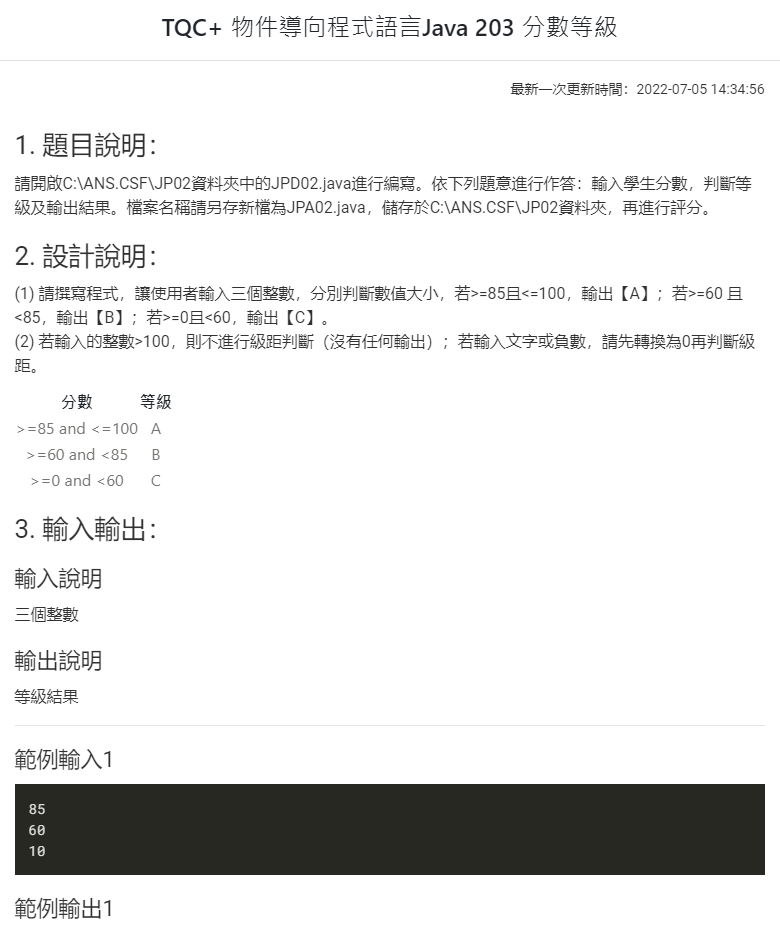 TQC+ 物件導向程式語言Java 203 分數等級
最新一次更新時間：2022-07-05 14:34:56
1. 題目說明：
請開啟C:\ANS.CSF\JP02資料夾中的JPD02.java進行編寫。依下列題意進行作答：輸入學生分數，判斷等
級及輸出結果。檔案名稱請另存新檔為JPA02.java，儲存於C:\ANS.CSF\JP02資料夾，再進行評分。
2. 設計說明：
(1) 請撰寫程式，讓使用者輸入三個整數，分別判斷數值大小，若>=85且<=100，輸出【A】；若>=60 且
<85，輸出【B】；若>=0且<60，輸出【C】。
(2) 若輸入的整數>100，則不進行級距判斷（沒有任何輸出）；若輸入文字或負數，請先轉換為0再判斷級
距。
分數 等級
>=85 and <=100 A
>=60 and <85 B
>=0 and <60 C
3. 輸入輸出：
輸入說明
三個整數
輸出說明
等級結果
範例輸入1
85
60
10
範例輸出1